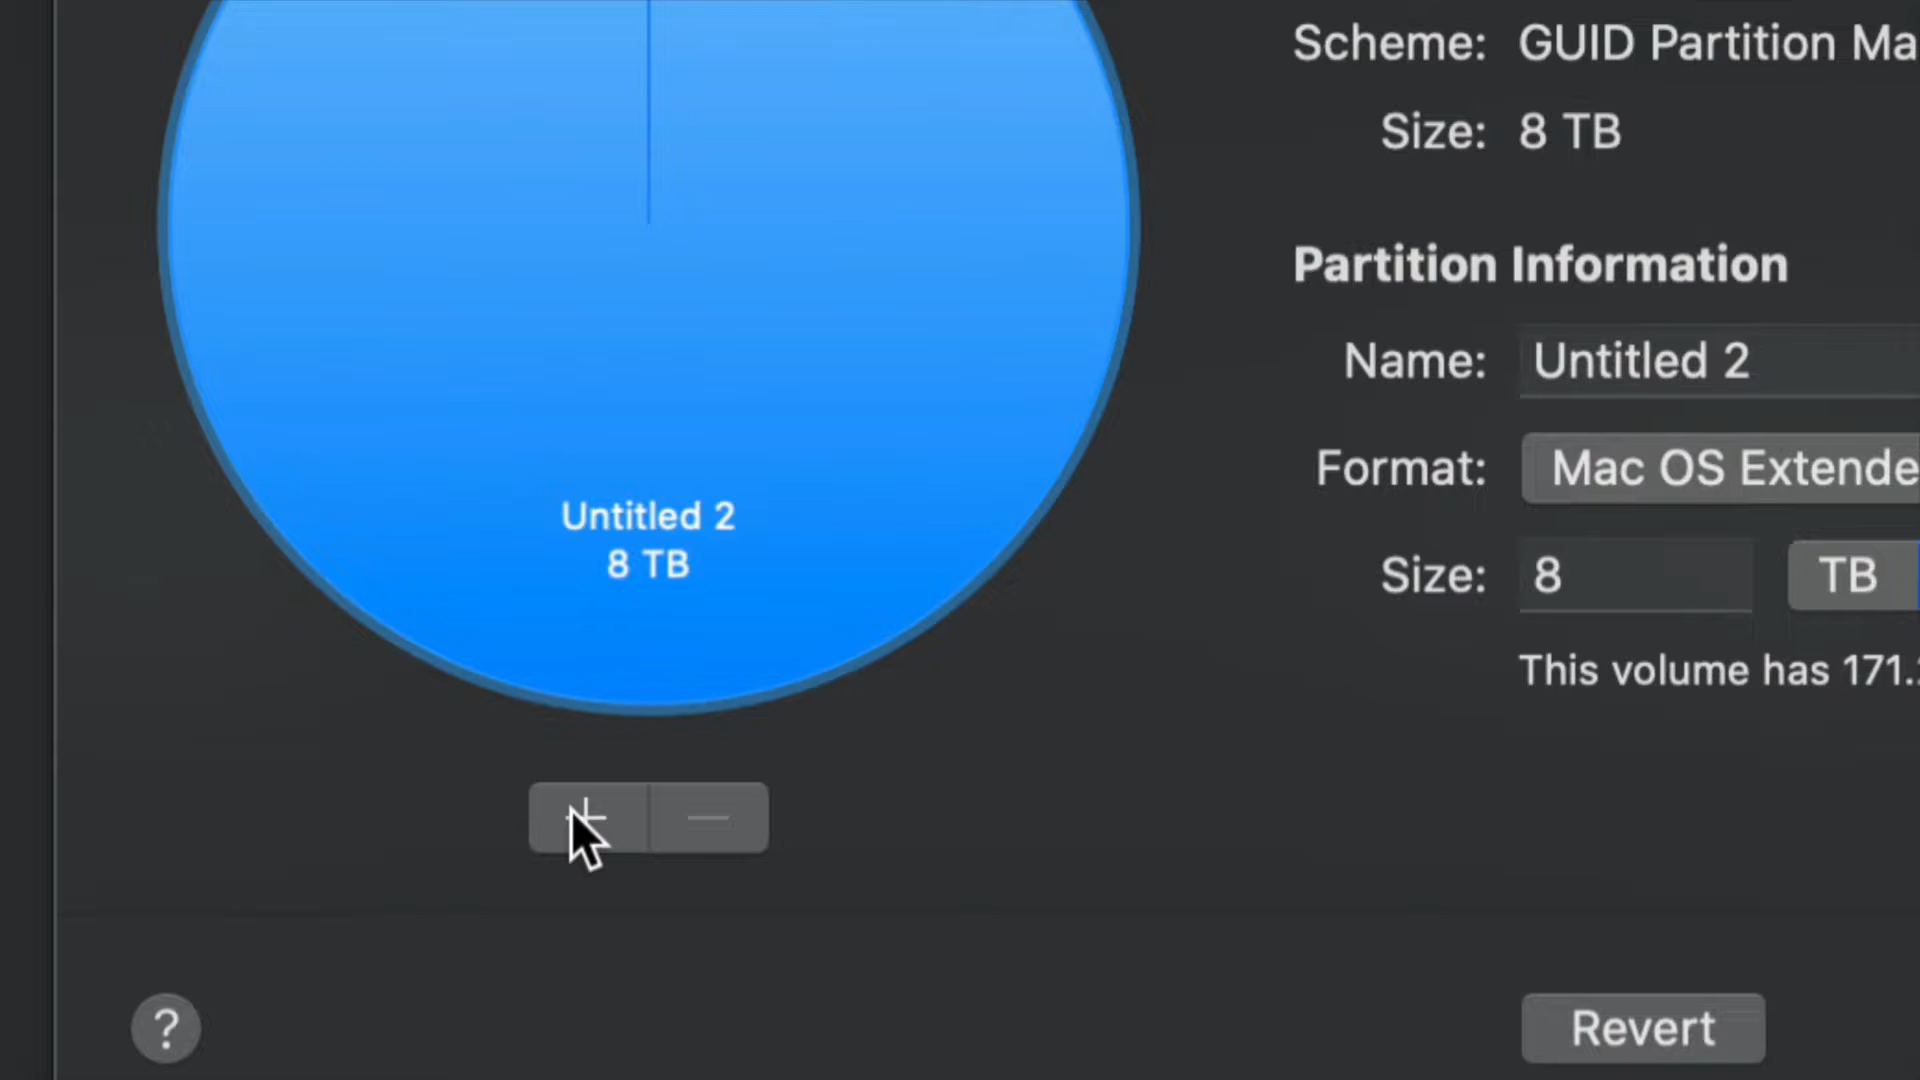 Scheme: GUID Partition Ma
Size: 8 TB
Partition Information
Name: Untitled 2
Format: Mac OS Extende
Size: 8 TB
This volume has 171.
Untitled 2
8 TB
?
Revert